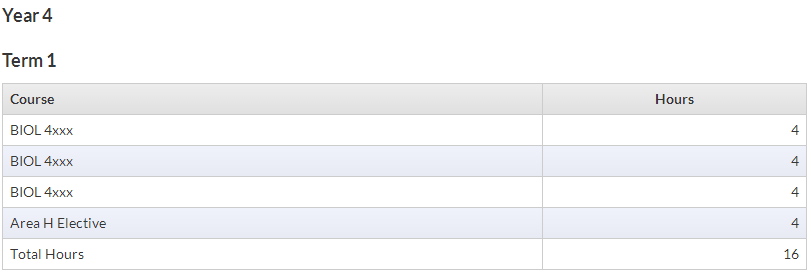 Year 4
Term 1
Course Hours
BIOL 4xxx 4
BIOL 4xxx 4
BIOL 4xxx 4
Area H Elective 4
Total Hours 16